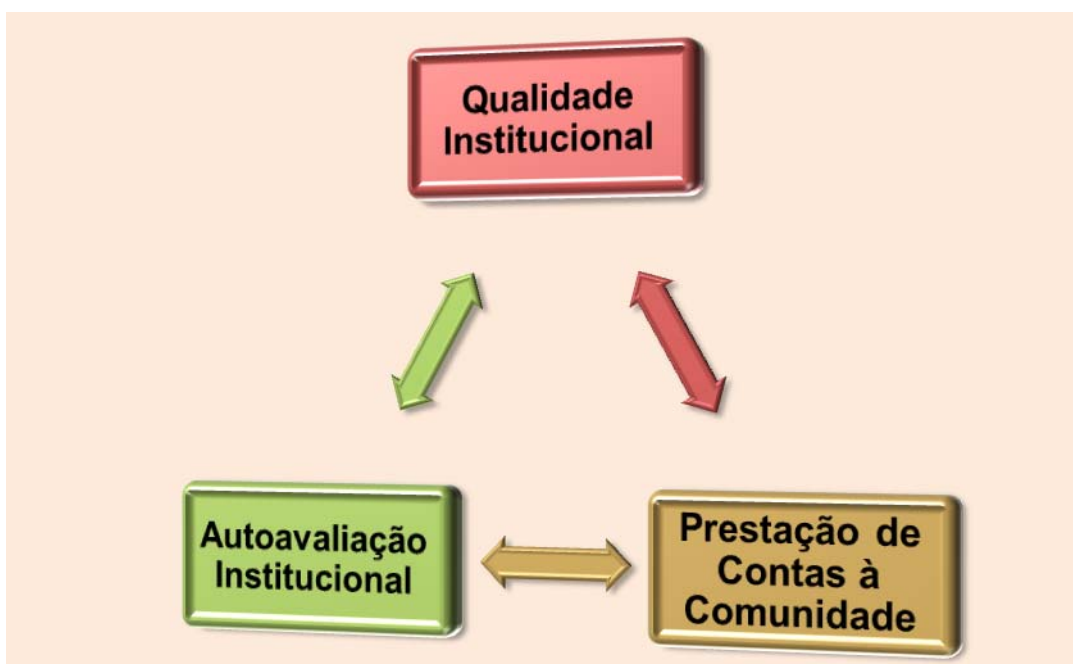 Qualidade
Institucional
Autoavaliação
Institucional
Prestação de
Contas à
Comunidade